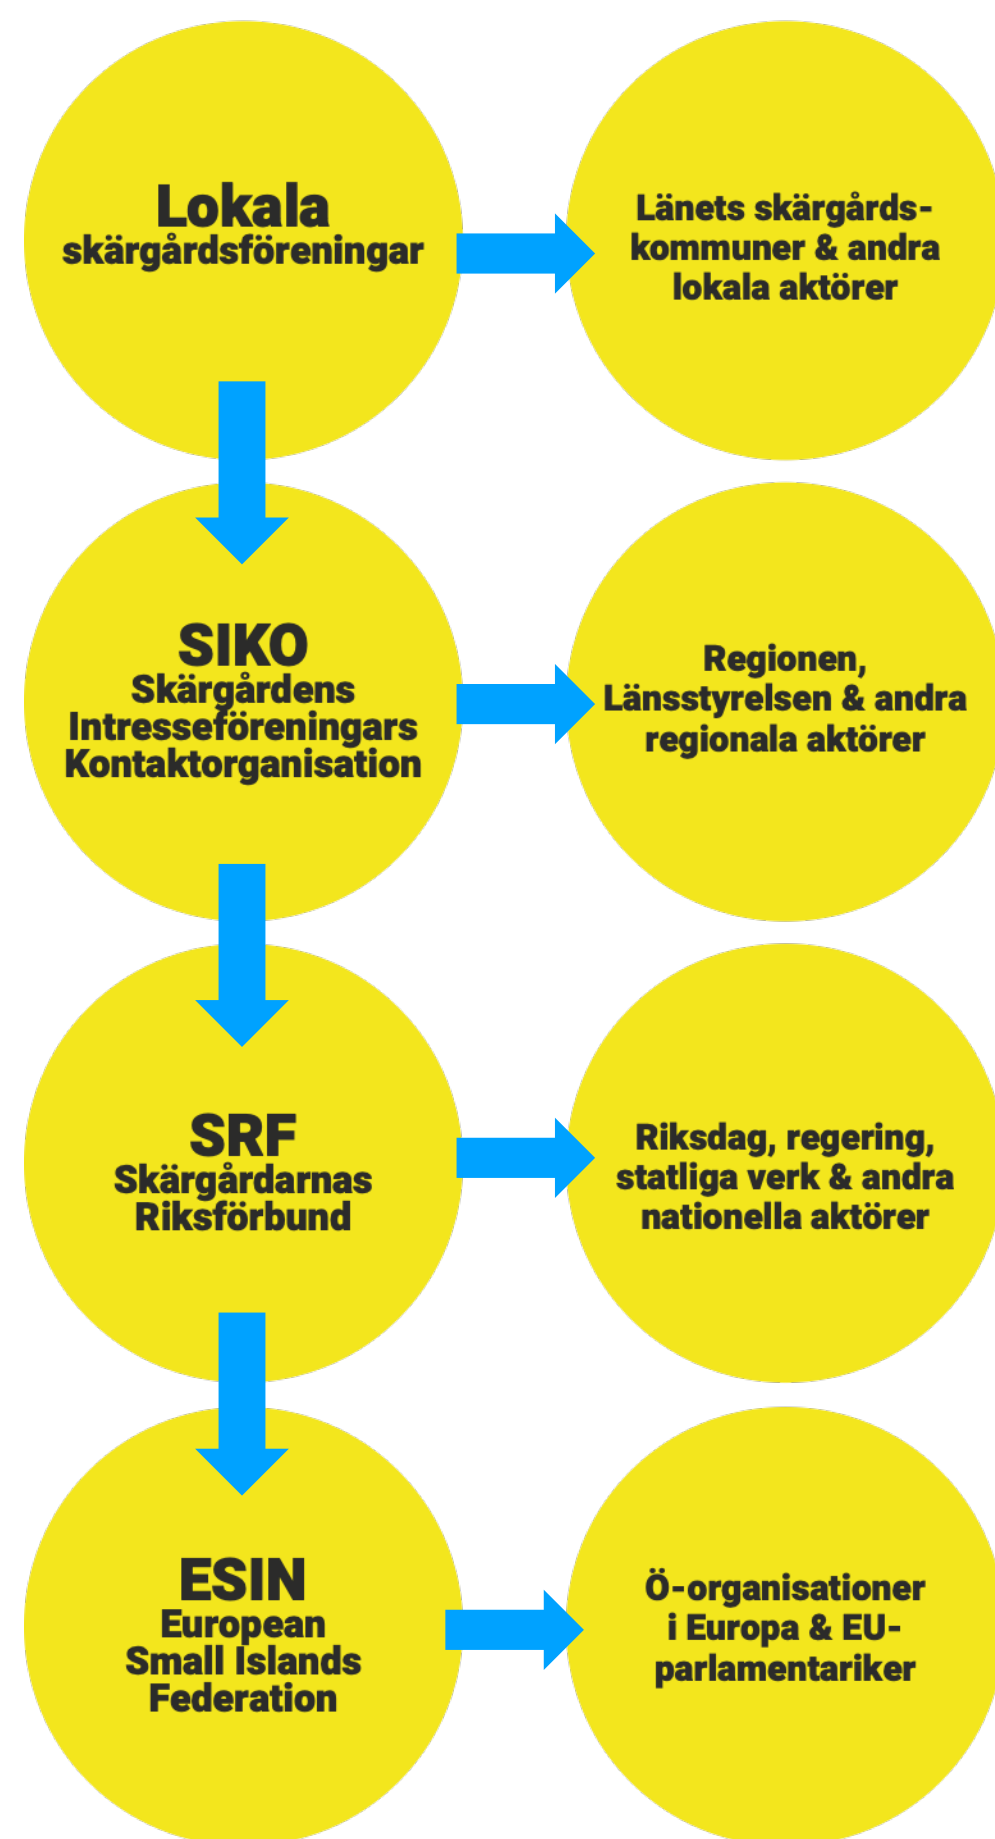 Lokala
skärgårdsföreningar
Länets skärgårds-
kommuner & andra
lokala aktörer
SIKO
Skärgårdens
Intresseföreningars
Kontaktorganisation
Regionen,
Länsstyrelsen & andra
regionala aktörer
SRF
Skärgårdarnas
Riksförbund
Riksdag, regering,
statliga verk & andra
nationella aktörer
ESIN
European
Small Islands
Federation
Ö-organisationer
i Europa & EU-
parlamentariker